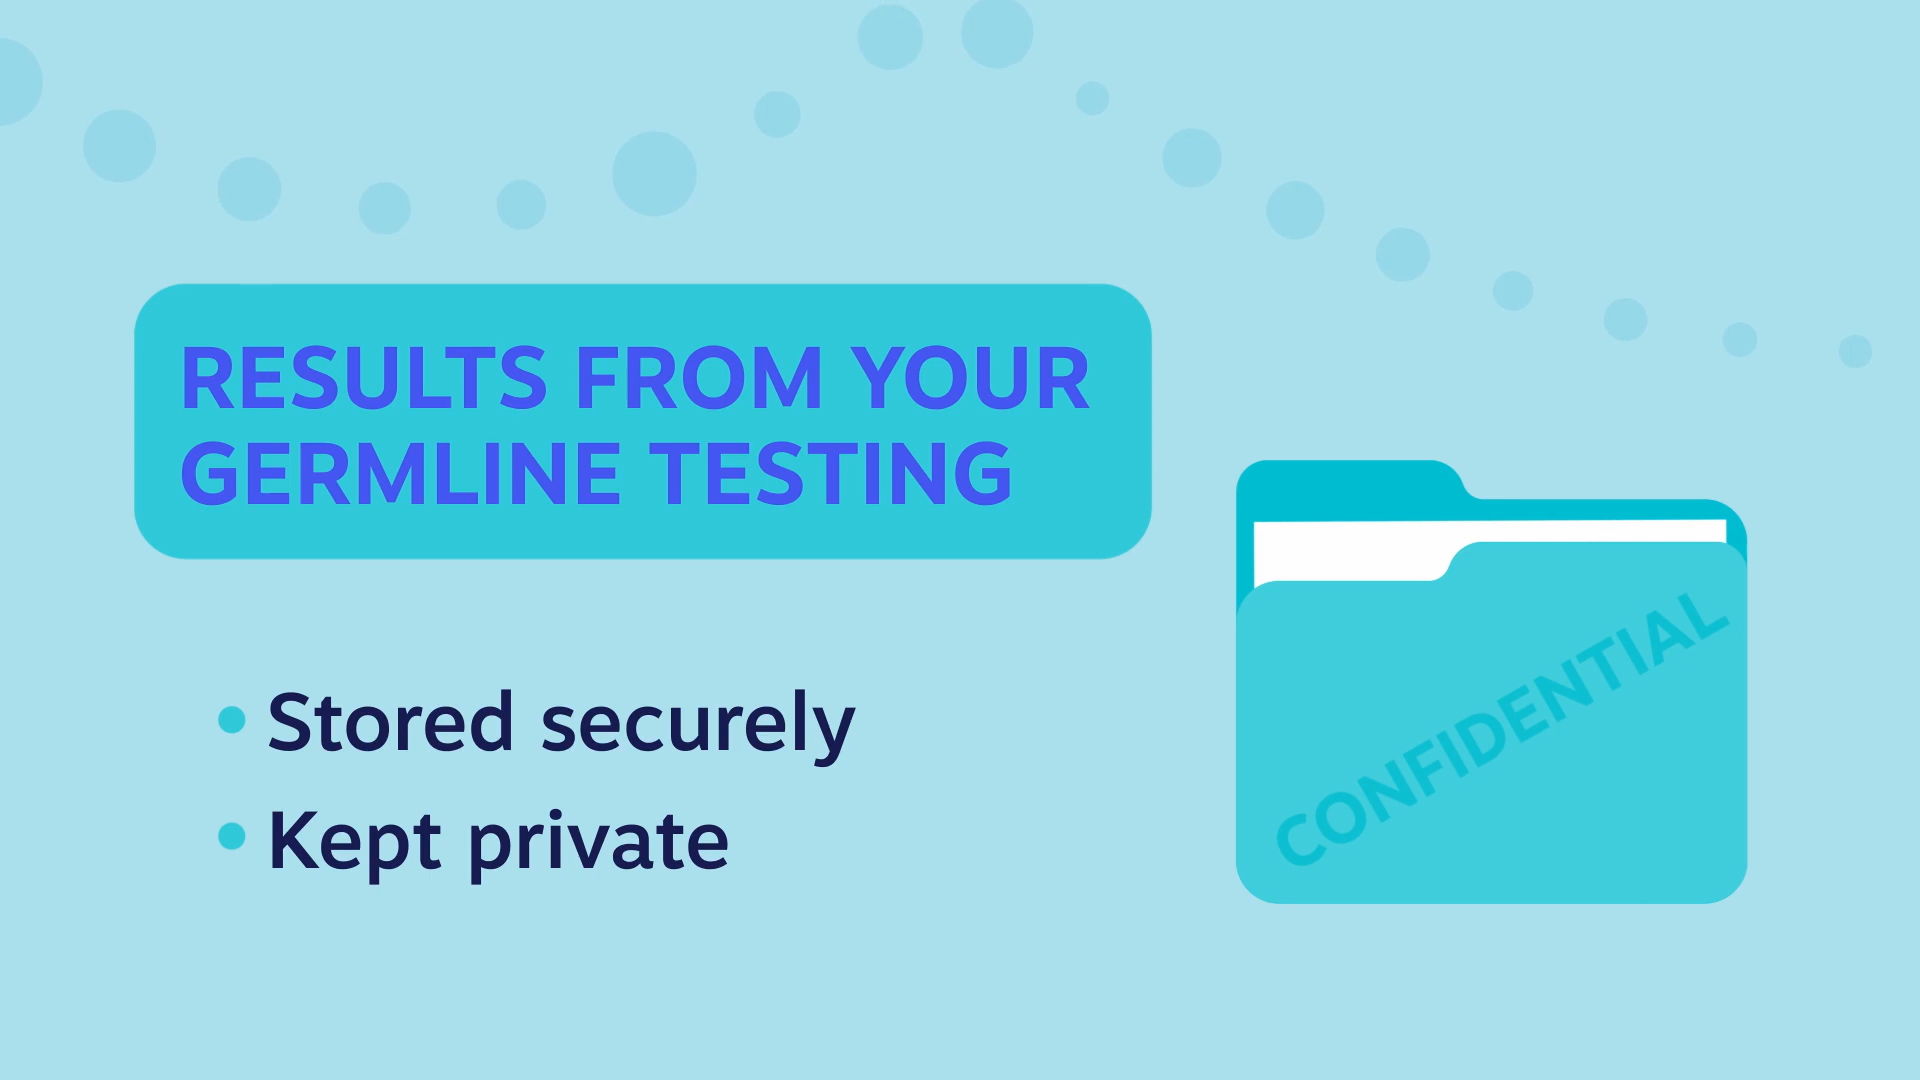 RESULTS FROM YOUR
GERMLINE TESTING
• Stored securely
• Kept private
CONFIDENTIAL